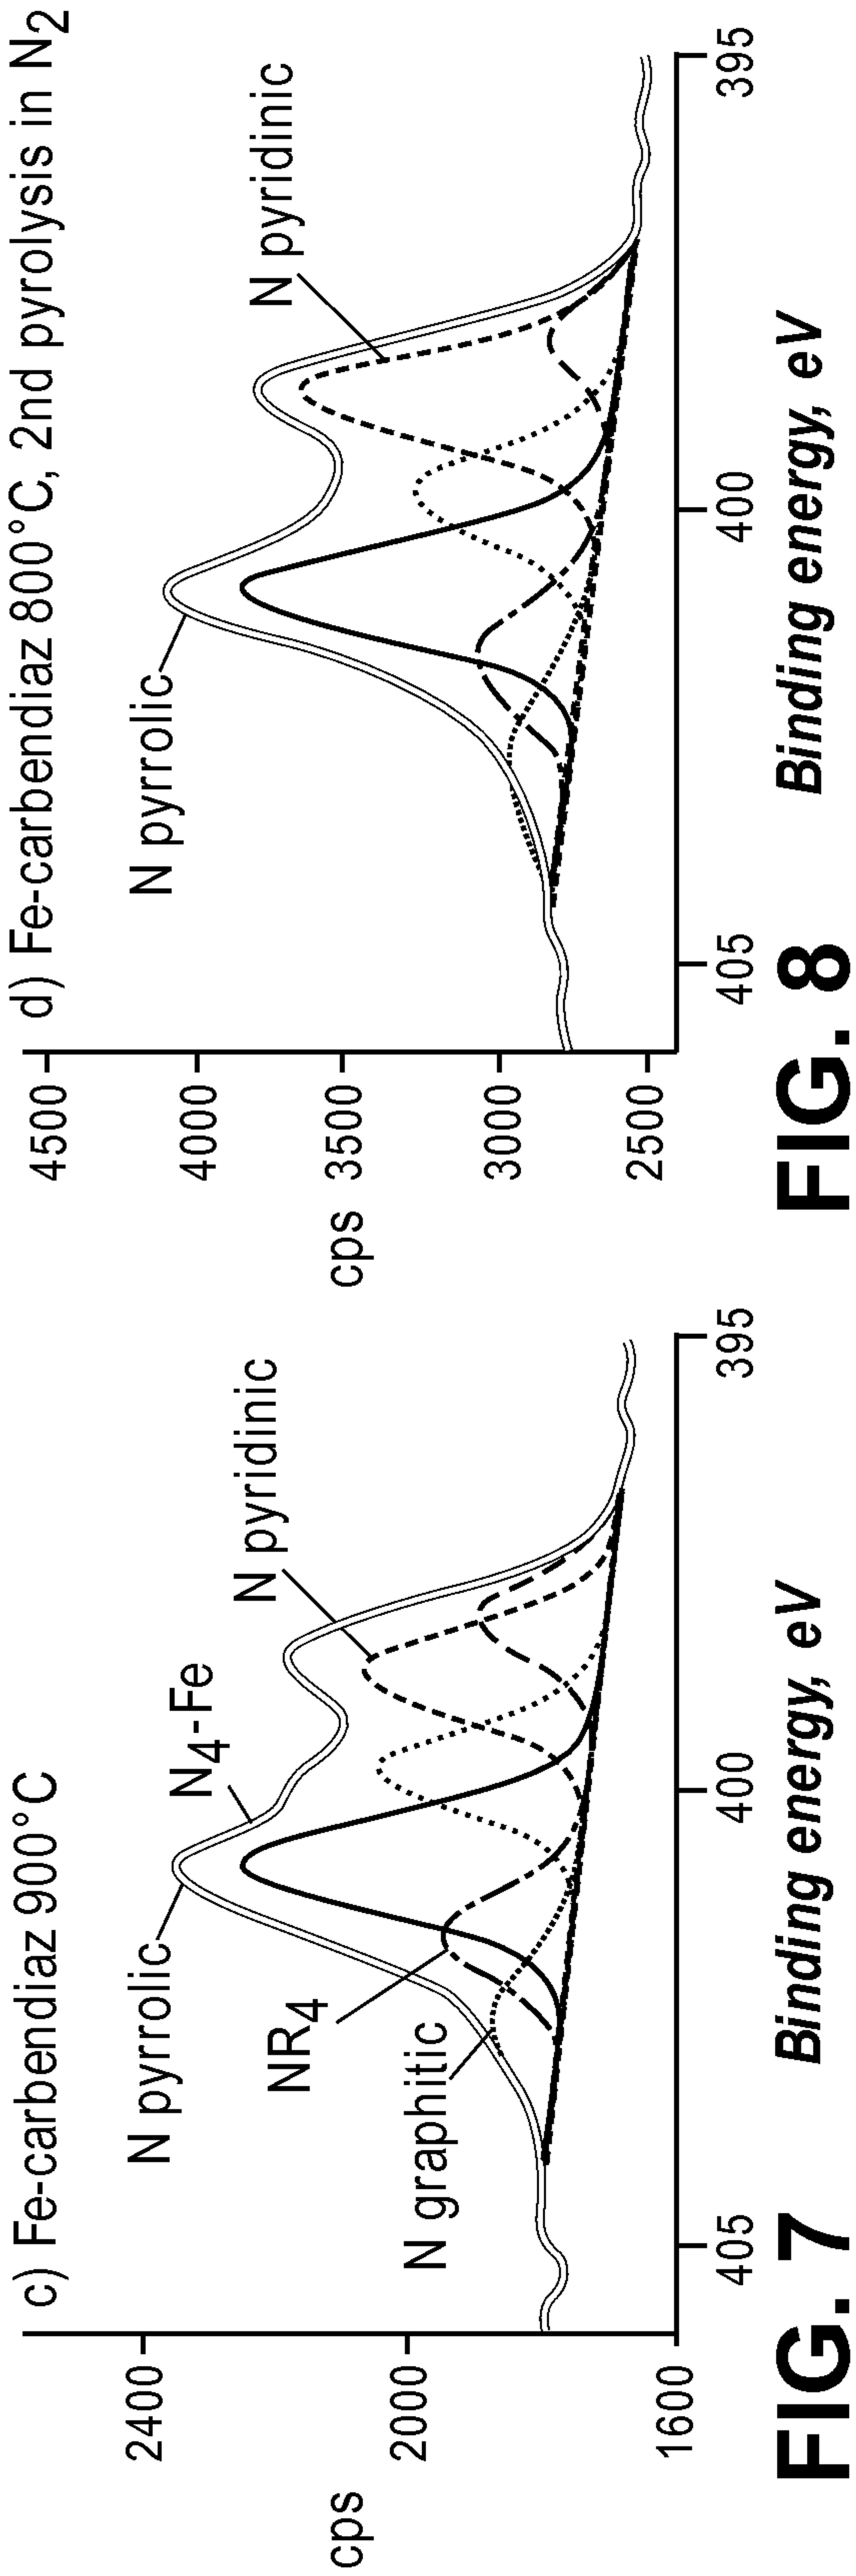 c) Fe-carbendiaz 900°C
cps
2400
2000
1600
N pyrrolic
N4-Fe
N pyridinic
NR4
N graphitic
405
400
395
Binding energy, eV
FIG. 7
d) Fe-carbendiaz 800°C, 2nd pyrolysis in N2
cps
4500
4000
3500
3000
2500
N pyrrolic
N pyridinic
405
400
395
Binding energy, eV
FIG. 8